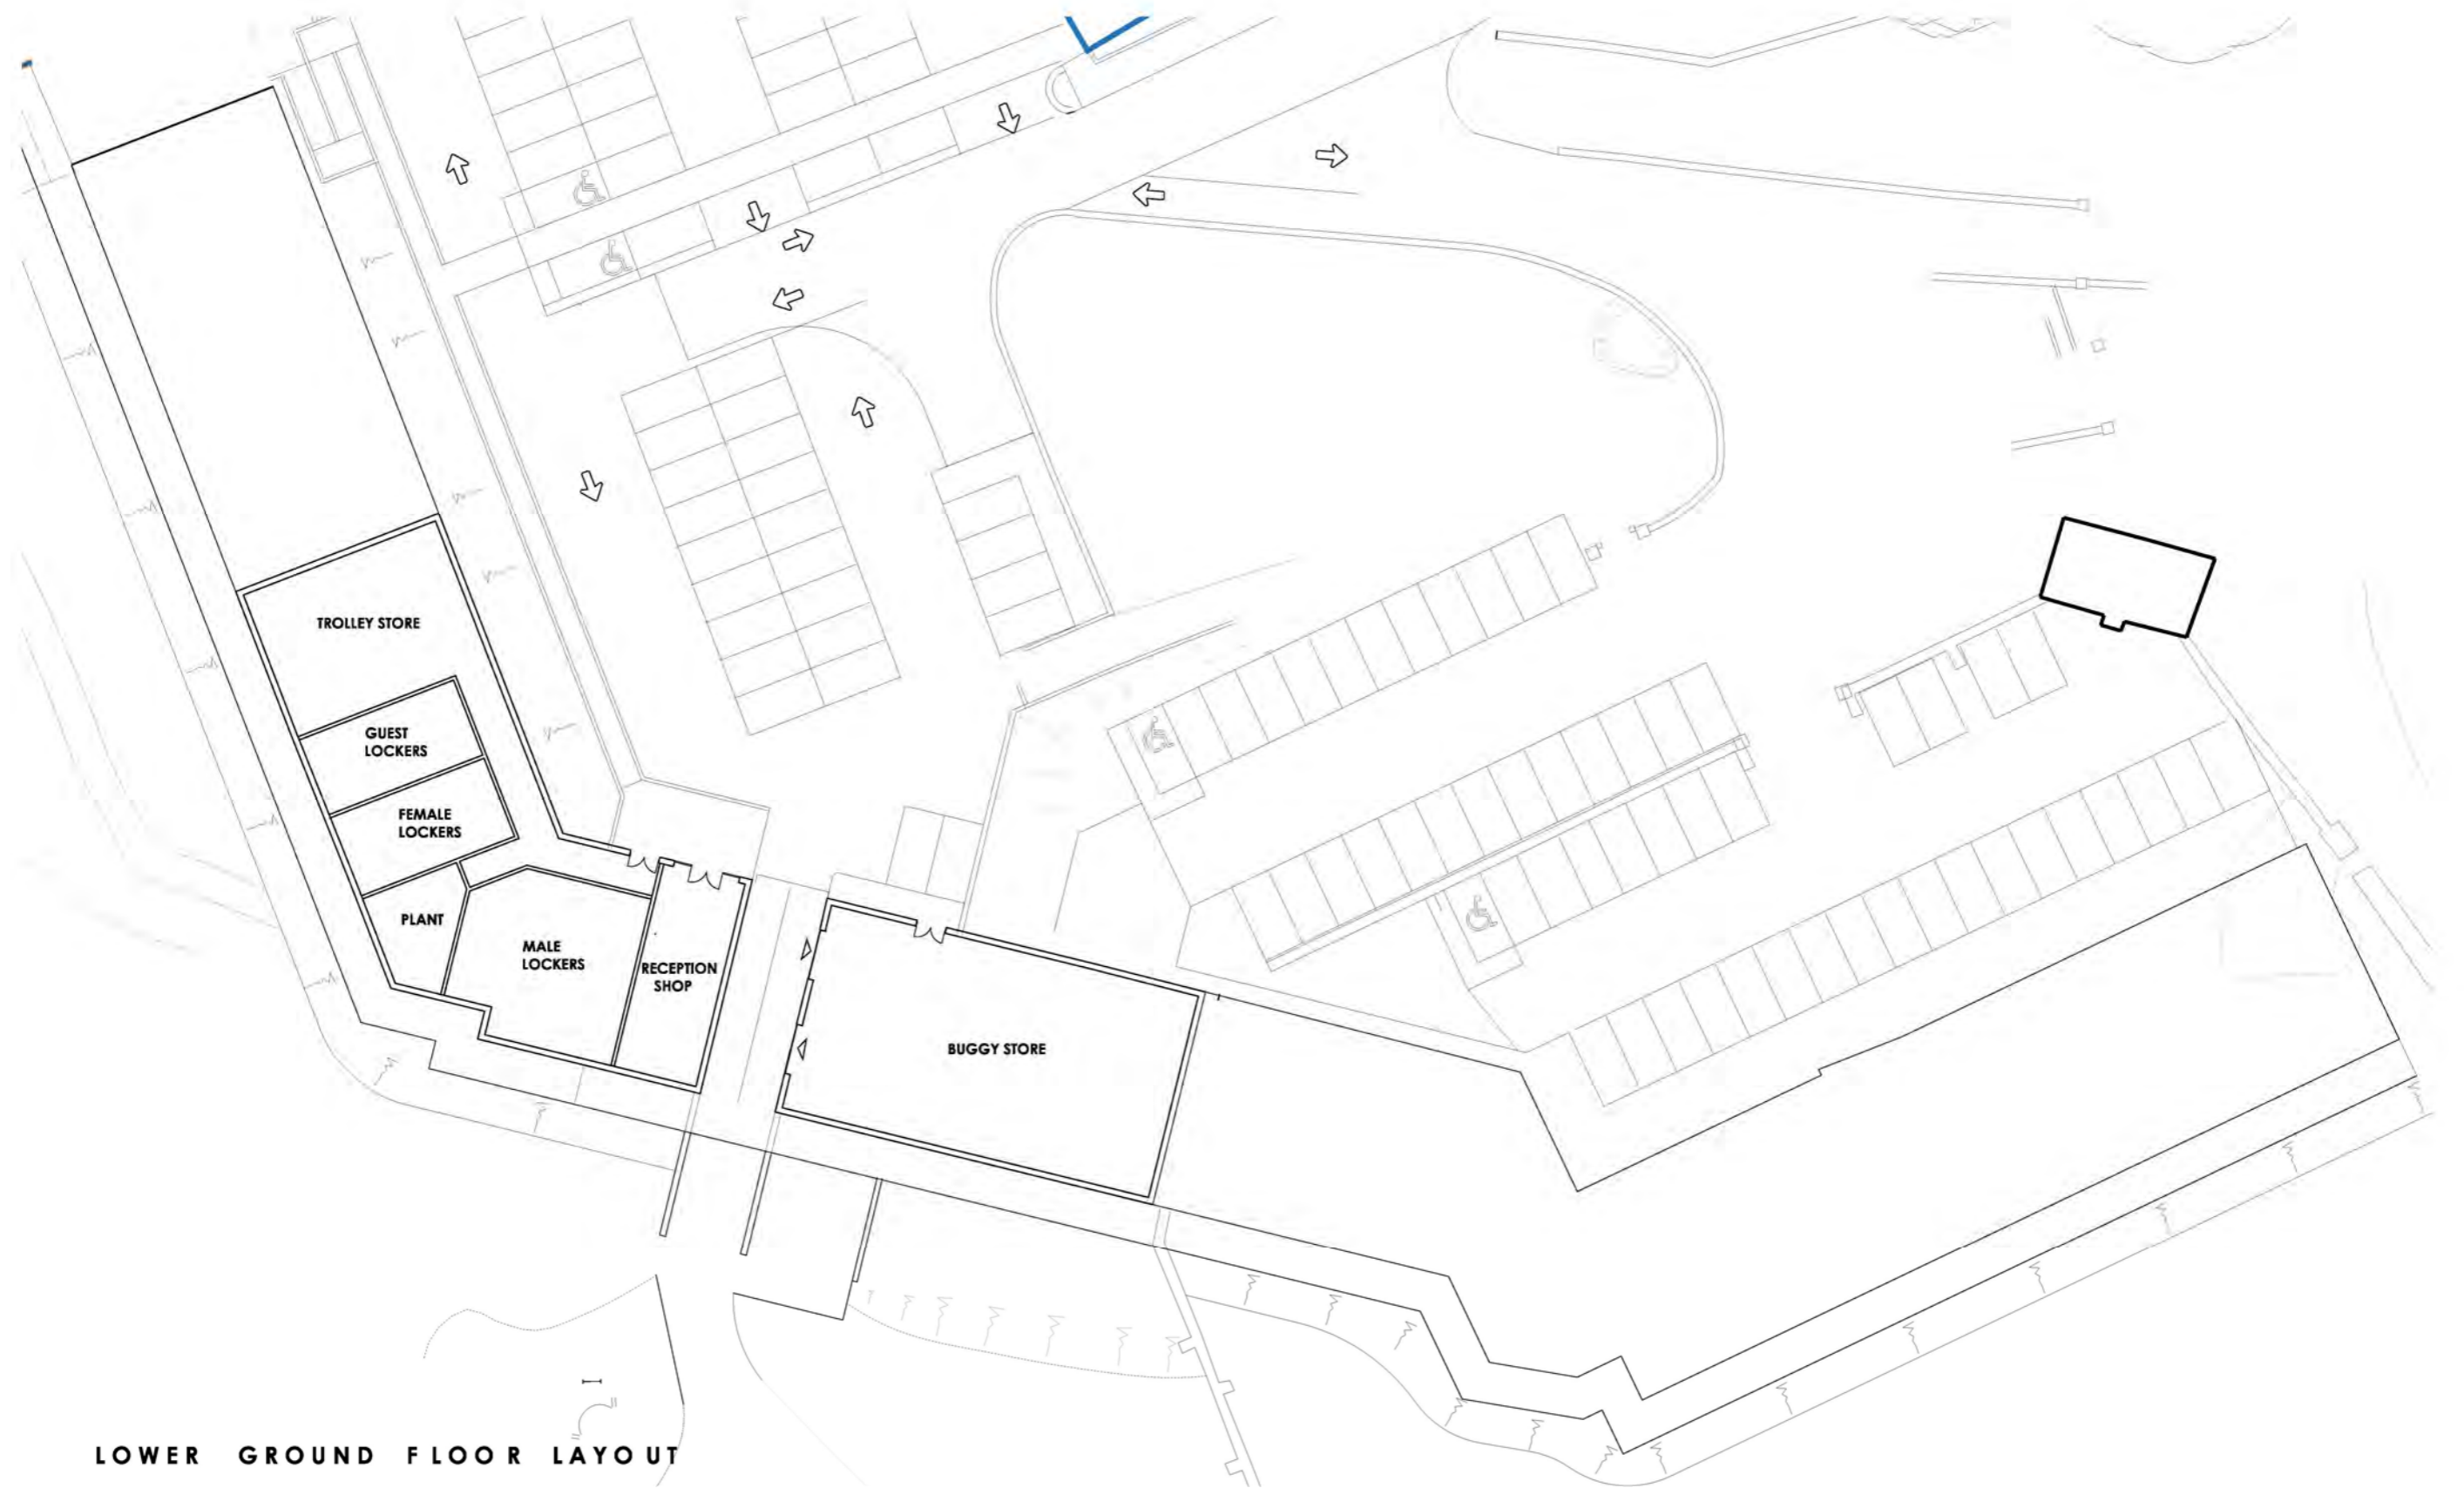 TROLLEY STORE
GUEST
LOCKERS
FEMALE
LOCKERS
PLANT
MALE
LOCKERS
RECEPTION
SHOP
BUGGY STORE
LOWER GROUND FLOOR LAYOUT